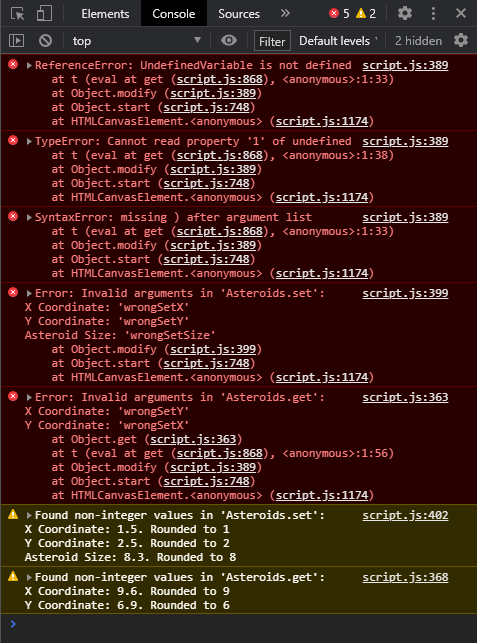 Elements Console Sources » 5 2
top Filter Default levels 2 hidden
ReferenceError: UndefinedVariable is not defined script.js:389
at t (eval at get (script.js:868), <anonymous>:1:33)
at Object.modify (script.js:389)
at Object.start (script.js:748)
at HTMLCanvasElement.<anonymous> (script.js:1174)
TypeError: Cannot read property '1' of undefined script.js:389
at t (eval at get (script.js:868), <anonymous>:1:38)
at Object.modify (script.js:389)
at Object.start (script.js:748)
at HTMLCanvasElement.<anonymous> (script.js:1174)
SyntaxError: missing ) after argument list script.js:389
at t (eval at get (script.js:868), <anonymous>:1:33)
at Object.modify (script.js:389)
at Object.start (script.js:748)
at HTMLCanvasElement.<anonymous> (script.js:1174)
Error: Invalid arguments in 'Asteroids.set': script.js:399
X Coordinate: 'wrongSetX'
Y Coordinate: 'wrongSetY'
Asteroid Size: 'wrongSetSize'
at Object.modify (script.js:399)
at Object.start (script.js:748)
at HTMLCanvasElement.<anonymous> (script.js:1174)
Error: Invalid arguments in 'Asteroids.get': script.js:363
X Coordinate: 'wrongSetY'
Y Coordinate: 'wrongSetX'
at Object.get (script.js:363)
at t (eval at get (script.js:868), <anonymous>:1:56)
at Object.modify (script.js:389)
at Object.start (script.js:748)
at HTMLCanvasElement.<anonymous> (script.js:1174)
Found non-integer values in 'Asteroids.set': script.js:402
X Coordinate: 1.5. Rounded to 1
Y Coordinate: 2.5. Rounded to 2
Asteroid Size: 8.3. Rounded to 8
Found non-integer values in 'Asteroids.get': script.js:368
X Coordinate: 9.6. Rounded to 9
Y Coordinate: 6.9. Rounded to 6